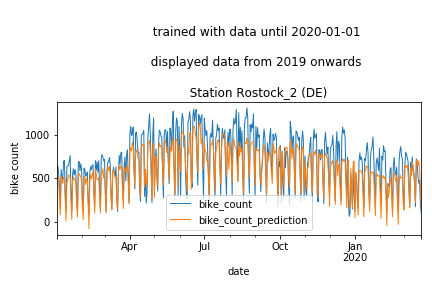 trained with data until 2020-01-01
displayed data from 2019 onwards
Station Rostock_2 (DE)
bike count
1000
500
0
bike_count
bike_count_prediction
Apr
Jul
Oct
Jan
2020
date